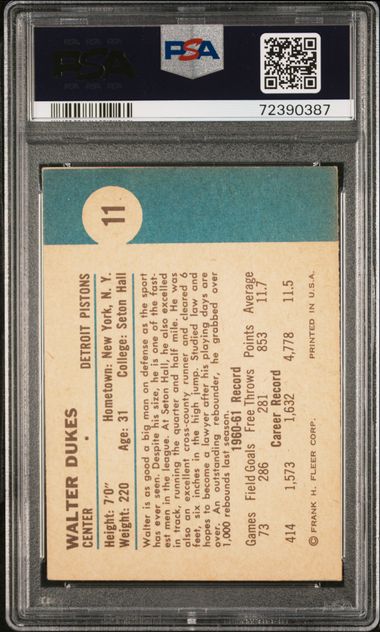 PSA
PSA
72390387
11
WALTER DUKES
CENTER • DETROIT PISTONS
Height: 7'0" Hometown: New York, N. Y.
Weight: 220 Age: 31 College: Seton Hall
Walter is as good a big man on defense as the sport
has ever seen. Despite his size, he is one of the fast-
est men in the league. At Seton Hall, he also excelled
in track, running the quarter and half mile. He was
also an excellent cross-country runner and cleared 6
feet, six inches in the high jump. Studied law and
hopes to become a lawyer after his playing days are
over. An outstanding rebounder, he grabbed over
1,000 rebounds last season.
1960-61 Record
Games Field Goals Free Throws Points Average
73 286 281 853 11.7
Career Record
414 1,573 1,632 4,778 11.5
© FRANK H. FLEER CORP. PRINTED IN U.S.A.